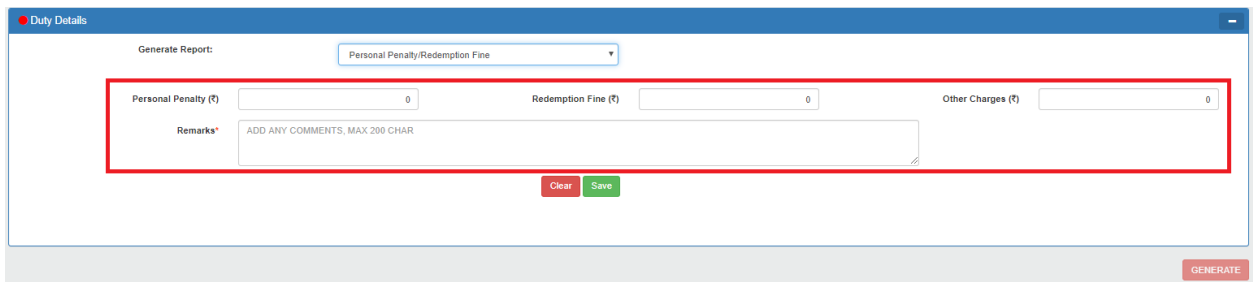 Duty Details
Generate Report: Personal Penalty/Redemption Fine
Personal Penalty (₹) 0 Redemption Fine (₹) 0 Other Charges (₹) 0
Remarks* ADD ANY COMMENTS, MAX 200 CHAR
Clear Save
GENERATE